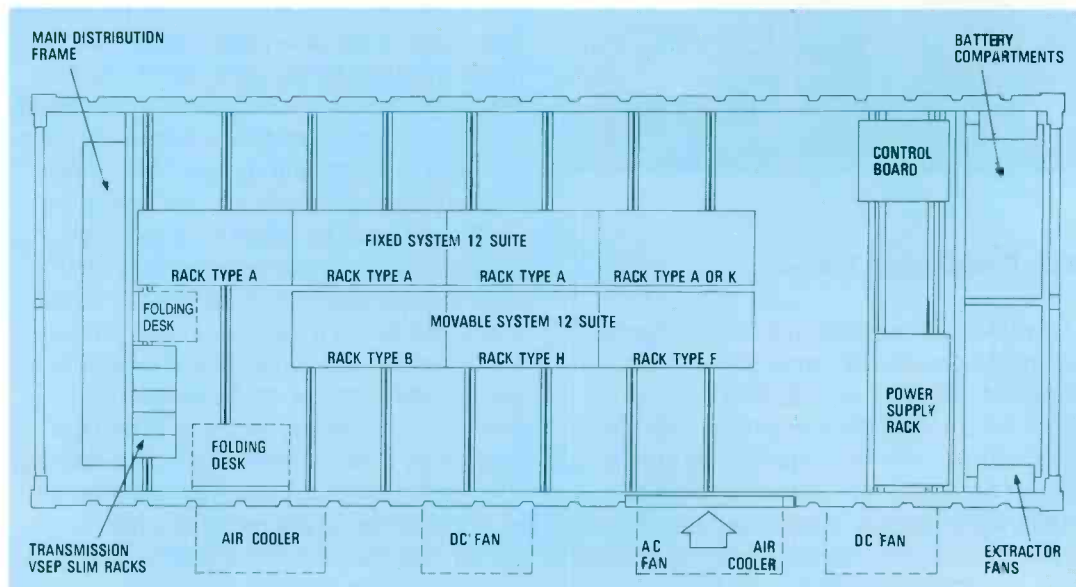 MAIN DISTRIBUTION
FRAME
BATTERY
COMPARTMENTS
CONTROL
BOARD
FIXED SYSTEM 12 SUITE
RACK TYPE A
RACK TYPE A
RACK TYPE A
RACK TYPE A OR K
FOLDING
DESK
MOVABLE SYSTEM 12 SUITE
RACK TYPE B
RACK TYPE H
RACK TYPE F
POWER
SUPPLY
RACK
FOLDING
DESK
TRANSMISSION
VSEP SLIM RACKS
AIR COOLER
DC FAN
AC
FAN
AIR
COOLER
DC FAN
EXTRACTOR
FANS